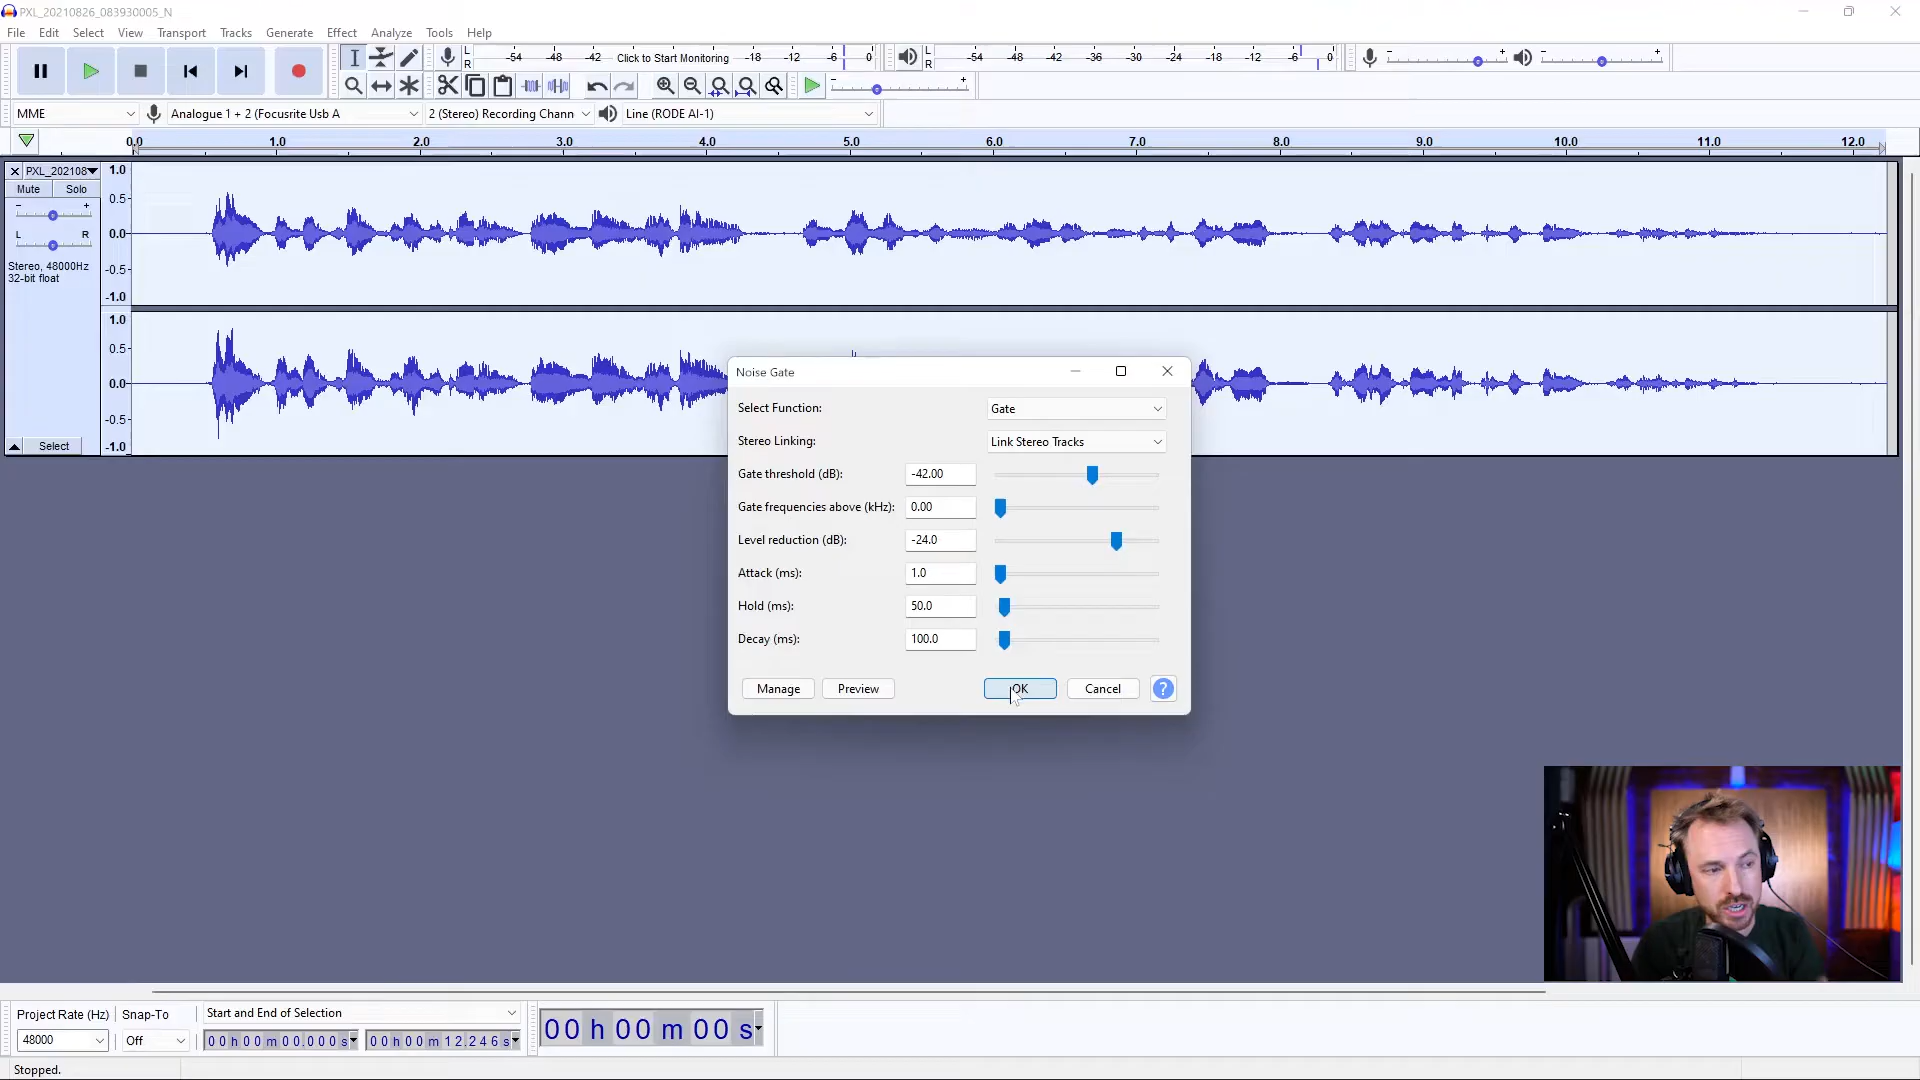 PXL_20210826_083930005_N
File Edit Select View Transport Tracks Generate Effect Analyze Tools Help
L
R
-54 -48 -42 Click to Start Monitoring -18 -12 -6 0
L
R
-54 -48 -42 -36 -30 -24 -18 -12 -6 0
- +
- +
- +
MME
Analogue 1 + 2 (Focusrite Usb A
2 (Stereo) Recording Chann
Line (RODE AI-1)
0.0 1.0 2.0 3.0 4.0 5.0 6.0 7.0 8.0 9.0 10.0 11.0 12.0
PXL_202108
Mute Solo
- +
L R
Stereo, 48000Hz
32-bit float
Select
1.0
0.5-
0.0-
-0.5-
-1.0
1.0
0.5-
0.0-
-0.5-
-1.0
Noise Gate
Select Function: Gate
Stereo Linking: Link Stereo Tracks
Gate threshold (dB): -42.00
Gate frequencies above (kHz): 0.00
Level reduction (dB): -24.0
Attack (ms): 1.0
Hold (ms): 50.0
Decay (ms): 100.0
Manage Preview OK Cancel ?
Project Rate (Hz) Snap-To Start and End of Selection
48000 Off 00 h 00 m 00.000 s 00 h 00 m 12.246 s
00 h 00 m 00 s
Stopped.